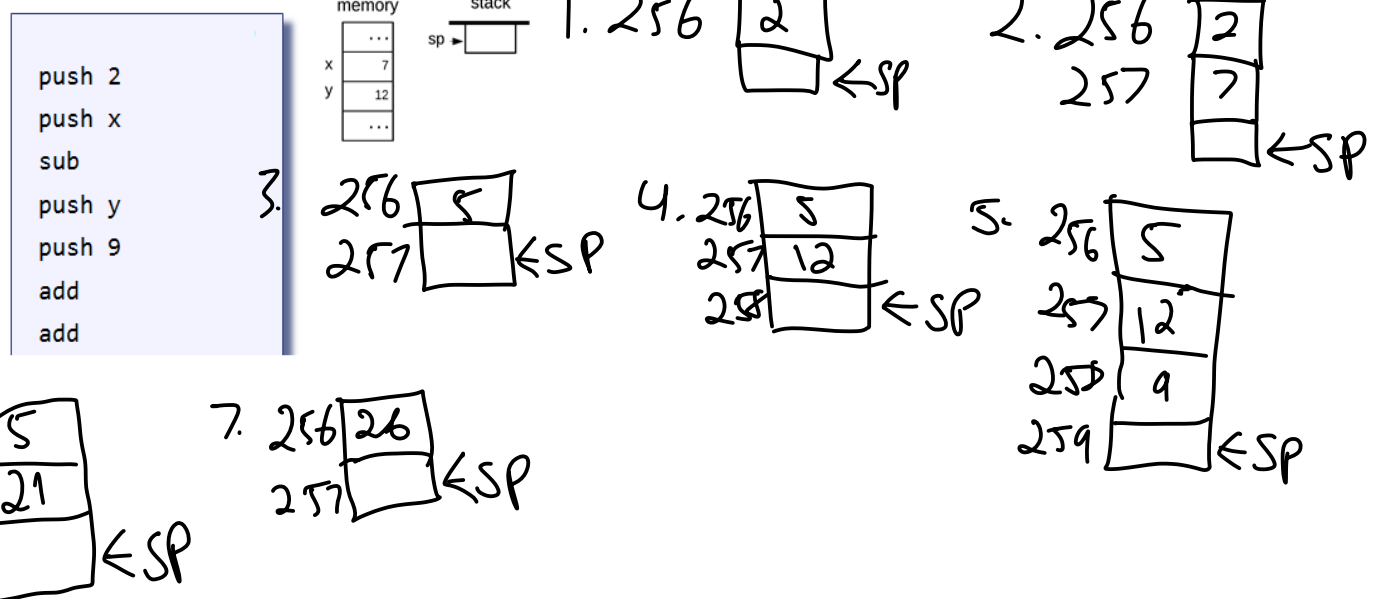 push 2
push x
sub
push y
push 9
add
add
memory
...
x 7
y 12
...
stack
sp
1. 256 2
←SP
2. 256 2
257 7
←SP
3. 256 5
257 ←SP
4. 256 5
257 12
258 ←SP
5. 256 5
257 12
258 9
259 ←SP
5
21
←SP
7. 256 26
257 ←SP